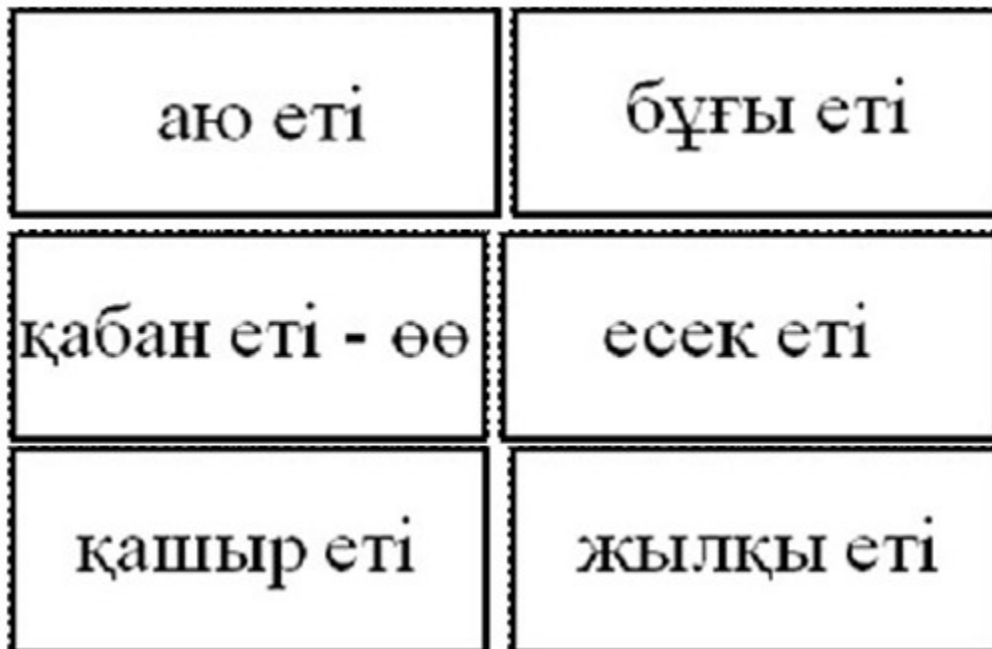 аю еті
бұғы еті
қабан еті - өө
есек еті
қашыр еті
жылқы еті